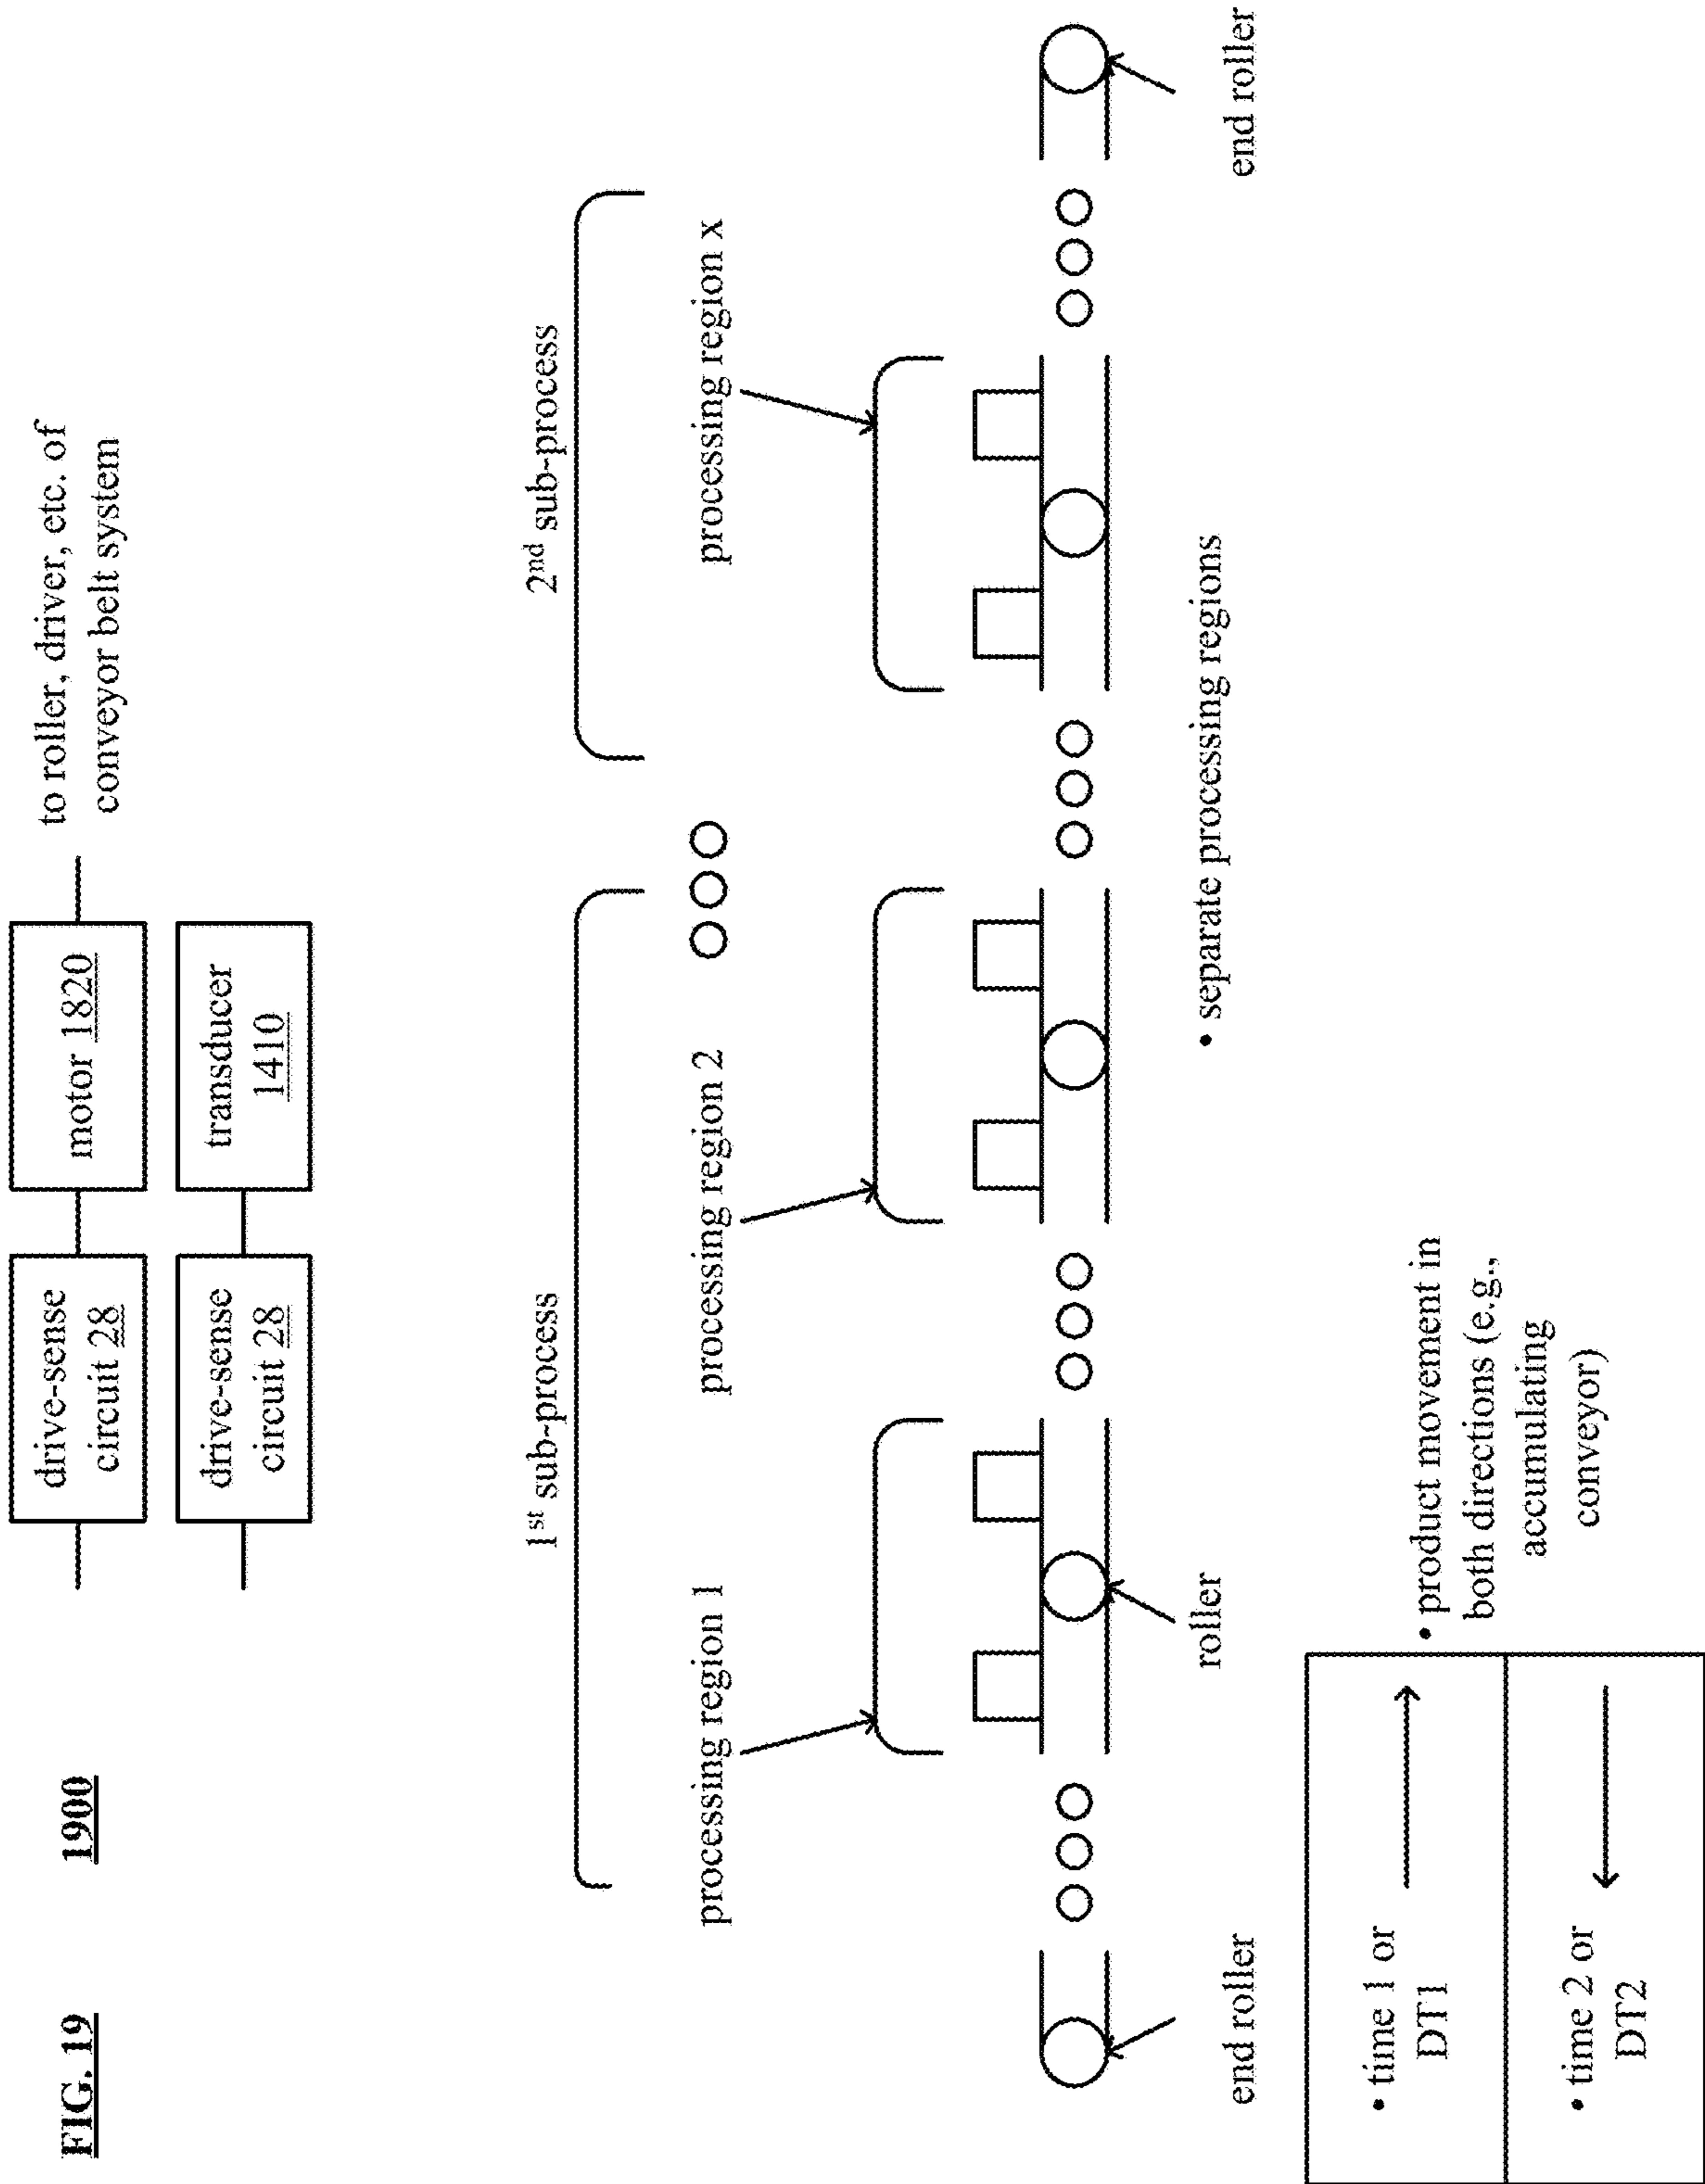 FIG. 19
1900
drive-sense
circuit 28
motor 1820
to roller, driver, etc. of
conveyor belt system
drive-sense
circuit 28
transducer
1410
1st sub-process
2nd sub-process
processing region 1
processing region 2
processing region x
end roller
roller
• separate processing regions
end roller
• time 1 or
DT1
• time 2 or
DT2
• product movement in
both directions (e.g.,
accumulating
conveyor)